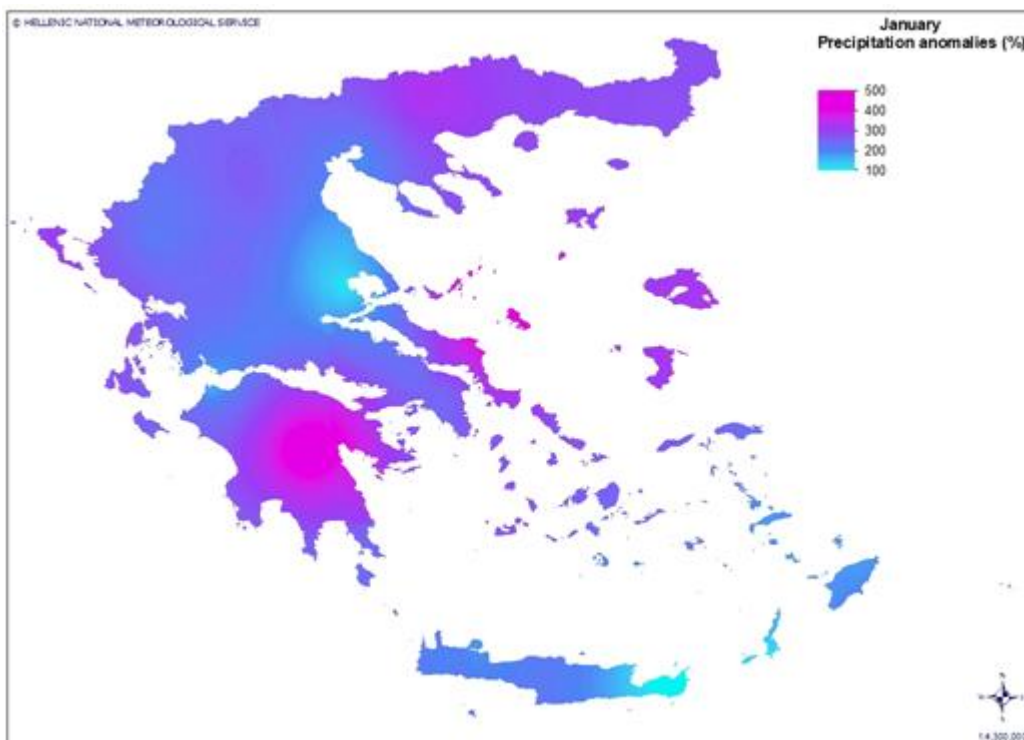 © HELLENIC NATIONAL METEOROLOGICAL SERVICE
January
Precipitation anomalies (%)
500
400
300
200
100
N